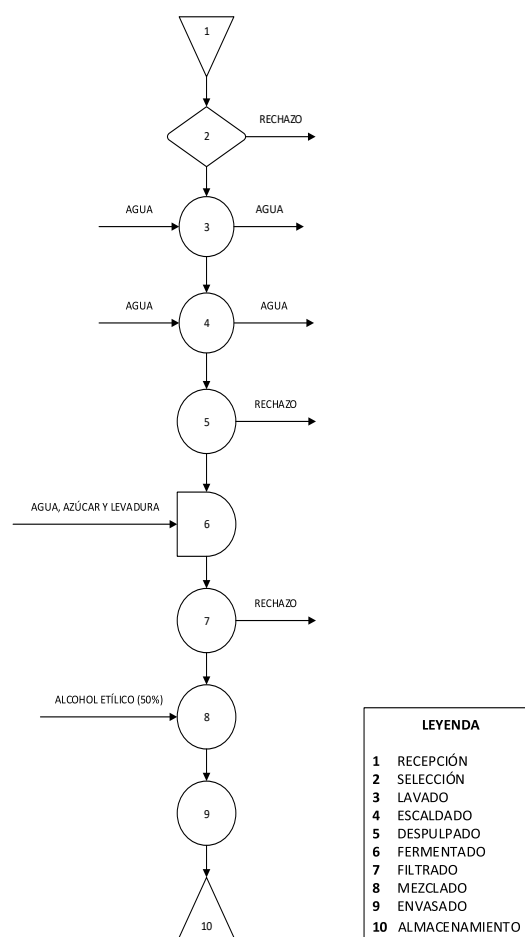 1
2
RECHAZO
AGUA
3
AGUA
AGUA
4
AGUA
5
RECHAZO
AGUA, AZÚCAR Y LEVADURA
6
7
RECHAZO
ALCOHOL ETÍLICO (50%)
8
9
10
LEYENDA
1 RECEPCIÓN
2 SELECCIÓN
3 LAVADO
4 ESCALDADO
5 DESPULPADO
6 FERMENTADO
7 FILTRADO
8 MEZCLADO
9 ENVASADO
10 ALMACENAMIENTO